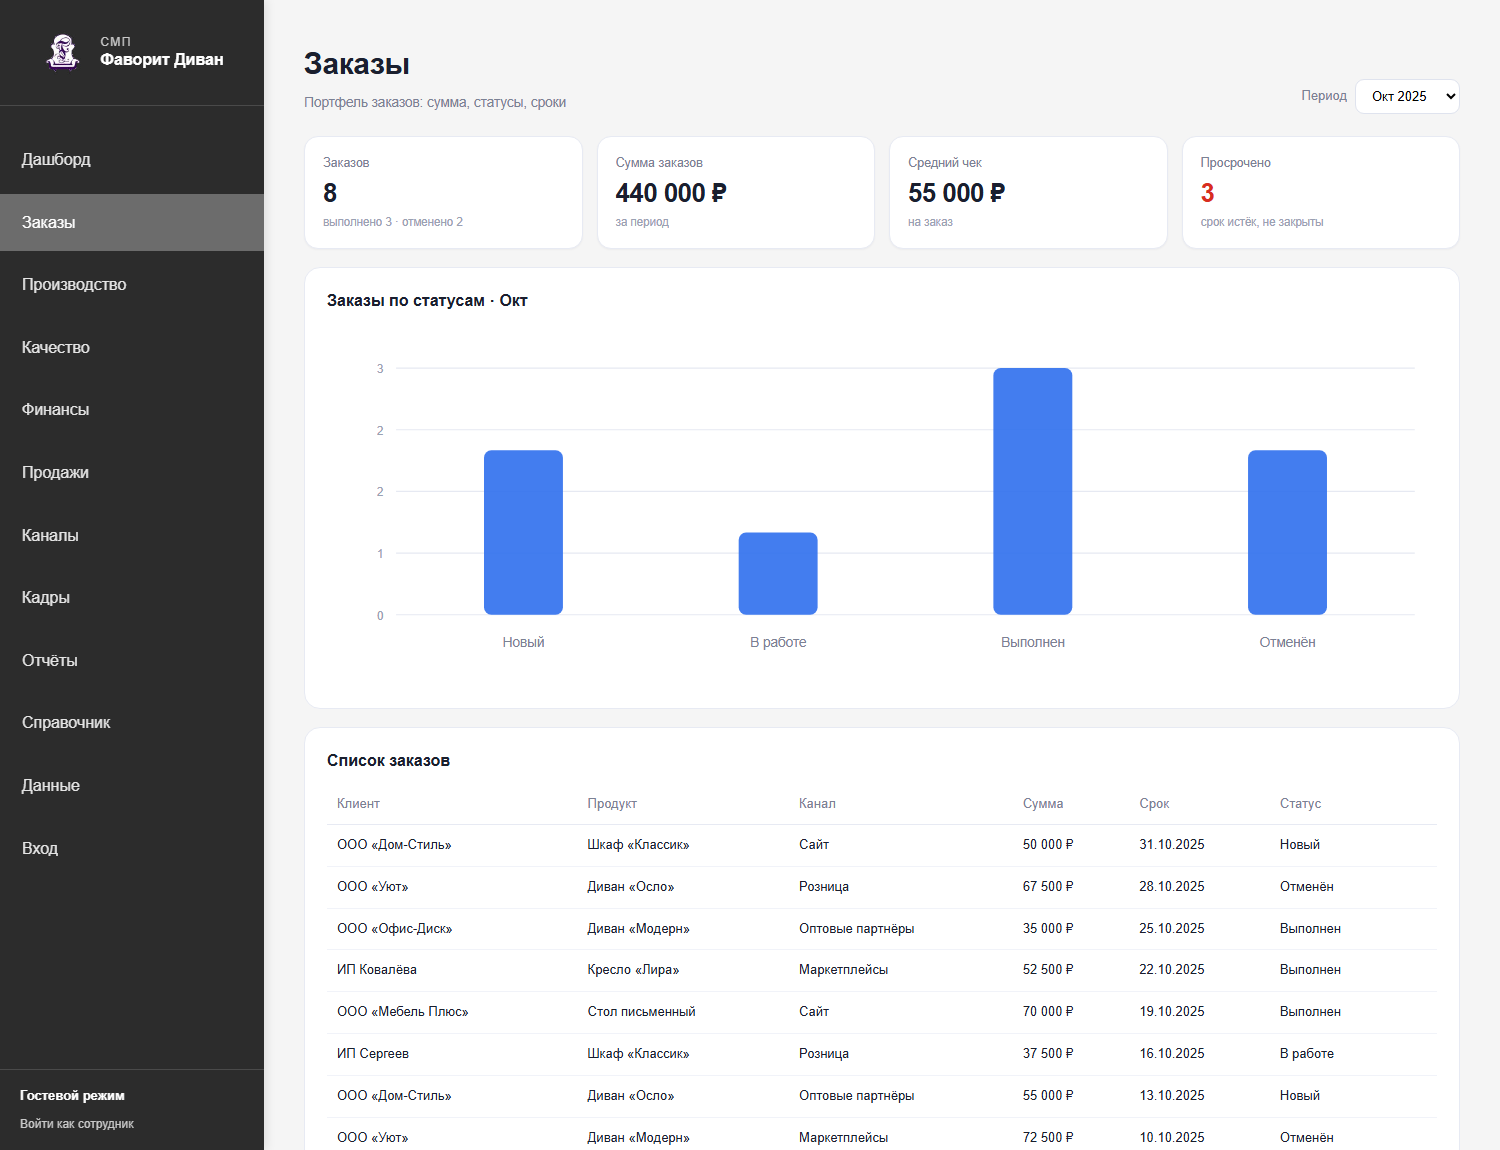 СМП
Фаворит Диван
Дашборд
Заказы
Производство
Качество
Финансы
Продажи
Каналы
Кадры
Отчёты
Справочник
Данные
Вход
Гостевой режим
Войти как сотрудник
Заказы
Портфель заказов: сумма, статусы, сроки
Период Окт 2025
Заказов
8
выполнено 3 · отменено 2
Сумма заказов
440 000 ₽
за период
Средний чек
55 000 ₽
на заказ
Просрочено
3
срок истёк, не закрыты
Заказы по статусам · Окт
3
2
2
1
0
Новый В работе Выполнен Отменён
Список заказов
Клиент Продукт Канал Сумма Срок Статус
ООО «Дом-Стиль» Шкаф «Классик» Сайт 50 000 ₽ 31.10.2025 Новый
ООО «Уют» Диван «Осло» Розница 67 500 ₽ 28.10.2025 Отменён
ООО «Офис-Диск» Диван «Модерн» Оптовые партнёры 35 000 ₽ 25.10.2025 Выполнен
ИП Ковалёва Кресло «Лира» Маркетплейсы 52 500 ₽ 22.10.2025 Выполнен
ООО «Мебель Плюс» Стол письменный Сайт 70 000 ₽ 19.10.2025 Выполнен
ИП Сергеев Шкаф «Классик» Розница 37 500 ₽ 16.10.2025 В работе
ООО «Дом-Стиль» Диван «Осло» Оптовые партнёры 55 000 ₽ 13.10.2025 Новый
ООО «Уют» Диван «Модерн» Маркетплейсы 72 500 ₽ 10.10.2025 Отменён